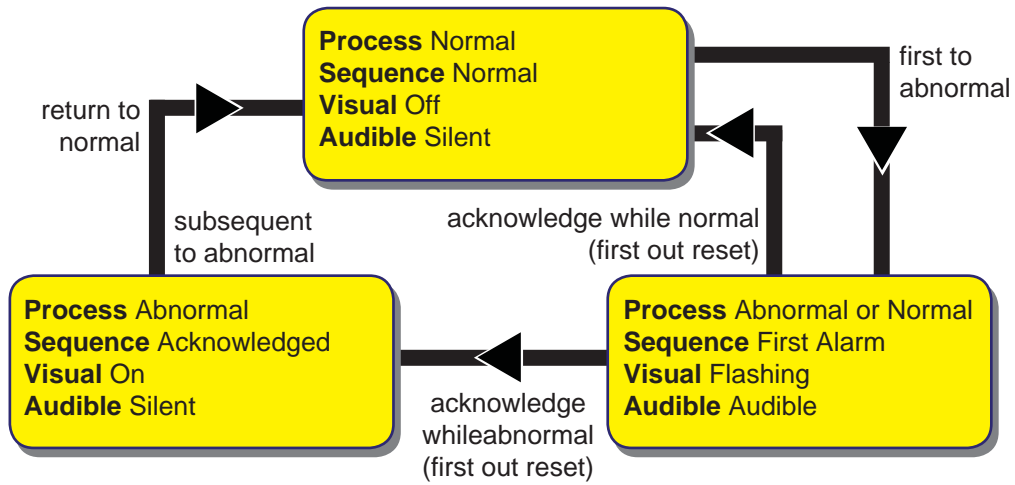 Process Normal
Sequence Normal
Visual Off
Audible Silent
first to
abnormal
return to
normal
subsequent
to abnormal
acknowledge while normal
(first out reset)
Process Abnormal
Sequence Acknowledged
Visual On
Audible Silent
Process Abnormal or Normal
Sequence First Alarm
Visual Flashing
Audible Audible
acknowledge
whileabnormal
(first out reset)